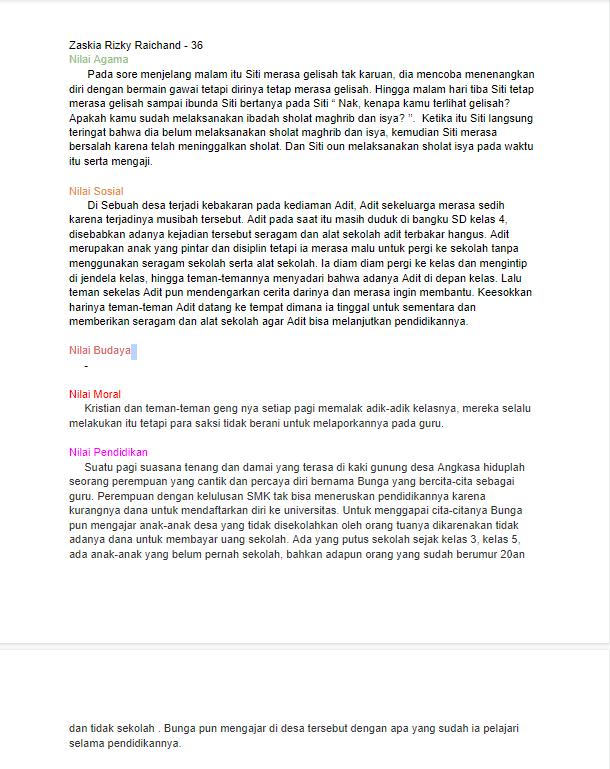 Zaskia Rizky Raichand - 36
Nilai Agama
Pada sore menjelang malam itu Siti merasa gelisah tak karuan, dia mencoba menenangkan
diri dengan bermain gawai tetapi dirinya tetap merasa gelisah. Hingga malam hari tiba Siti tetap
merasa gelisah sampai ibunda Siti bertanya pada Siti “ Nak, kenapa kamu terlihat gelisah?
Apakah kamu sudah melaksanakan ibadah sholat maghrib dan isya? ”. Ketika itu Siti langsung
teringat bahwa dia belum melaksanakan sholat maghrib dan isya, kemudian Siti merasa
bersalah karena telah meninggalkan sholat. Dan Siti oun melaksanakan sholat isya pada waktu
itu serta mengaji.
Nilai Sosial
Di Sebuah desa terjadi kebakaran pada kediaman Adit, Adit sekeluarga merasa sedih
karena terjadinya musibah tersebut. Adit pada saat itu masih duduk di bangku SD kelas 4,
disebabkan adanya kejadian tersebut seragam dan alat sekolah adit terbakar hangus. Adit
merupakan anak yang pintar dan disiplin tetapi ia merasa malu untuk pergi ke sekolah tanpa
menggunakan seragam sekolah serta alat sekolah. Ia diam diam pergi ke kelas dan mengintip
di jendela kelas, hingga teman-temannya menyadari bahwa adanya Adit di depan kelas. Lalu
teman sekelas Adit pun mendengarkan cerita darinya dan merasa ingin membantu. Keesokkan
harinya teman-teman Adit datang ke tempat dimana ia tinggal untuk sementara dan
memberikan seragam dan alat sekolah agar Adit bisa melanjutkan pendidikannya.
Nilai Budaya
-
Nilai Moral
Kristian dan teman-teman geng nya setiap pagi memalak adik-adik kelasnya, mereka selalu
melakukan itu tetapi para saksi tidak berani untuk melaporkannya pada guru.
Nilai Pendidikan
Suatu pagi suasana tenang dan damai yang terasa di kaki gunung desa Angkasa hiduplah
seorang perempuan yang cantik dan percaya diri bernama Bunga yang bercita-cita sebagai
guru. Perempuan dengan kelulusan SMK tak bisa meneruskan pendidikannya karena
kurangnya dana untuk mendaftarkan diri ke universitas. Untuk menggapai cita-citanya Bunga
pun mengajar anak-anak desa yang tidak disekolahkan oleh orang tuanya dikarenakan tidak
adanya dana untuk membayar uang sekolah. Ada yang putus sekolah sejak kelas 3, kelas 5,
ada anak-anak yang belum pernah sekolah, bahkan adapun orang yang sudah berumur 20an
dan tidak sekolah . Bunga pun mengajar di desa tersebut dengan apa yang sudah ia pelajari
selama pendidikannya.